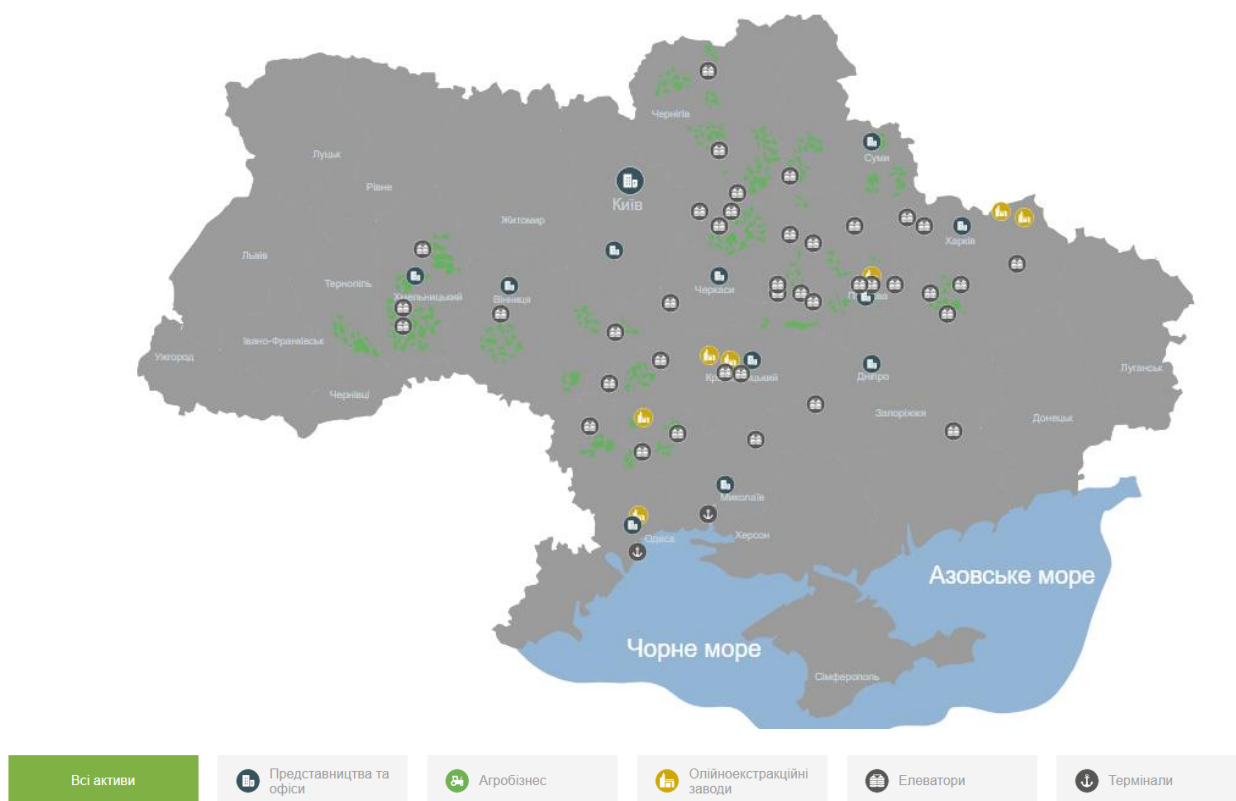 Чернігів
Суми
Луцьк
Рівне
Київ
Житомир
Харків
Львів
Тернопіль
Хмельницький
Вінниця
Черкаси
Івано-Франківськ
Ужгород
Дніпро
Луганськ
Чернівці
Запоріжжя
Донецьк
Миколаїв
Одеса
Херсон
Азовське море
Чорне море
Сімферополь
Всі активи
Представництва та
офіси
Агробізнес
Олійноекстракційні
заводи
Елеватори
Термінали